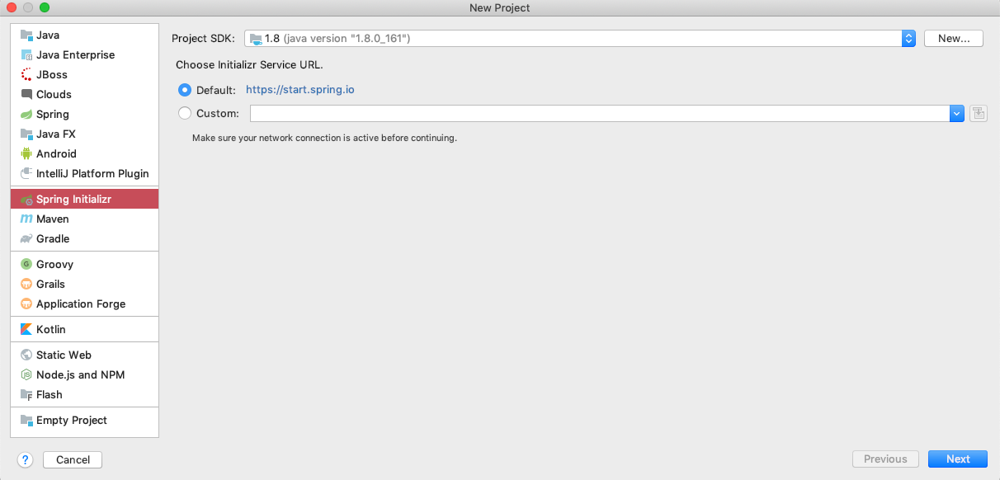 New Project
Java
Java Enterprise
JBoss
Clouds
Spring
Java FX
Android
IntelliJ Platform Plugin
Spring Initializr
Maven
Gradle
Groovy
Grails
Application Forge
Kotlin
Static Web
Node.js and NPM
Flash
Empty Project
Project SDK: 1.8 (java version "1.8.0_161") New...
Choose Initializr Service URL.
Default: https://start.spring.io
Custom:
Make sure your network connection is active before continuing.
? Cancel Previous Next